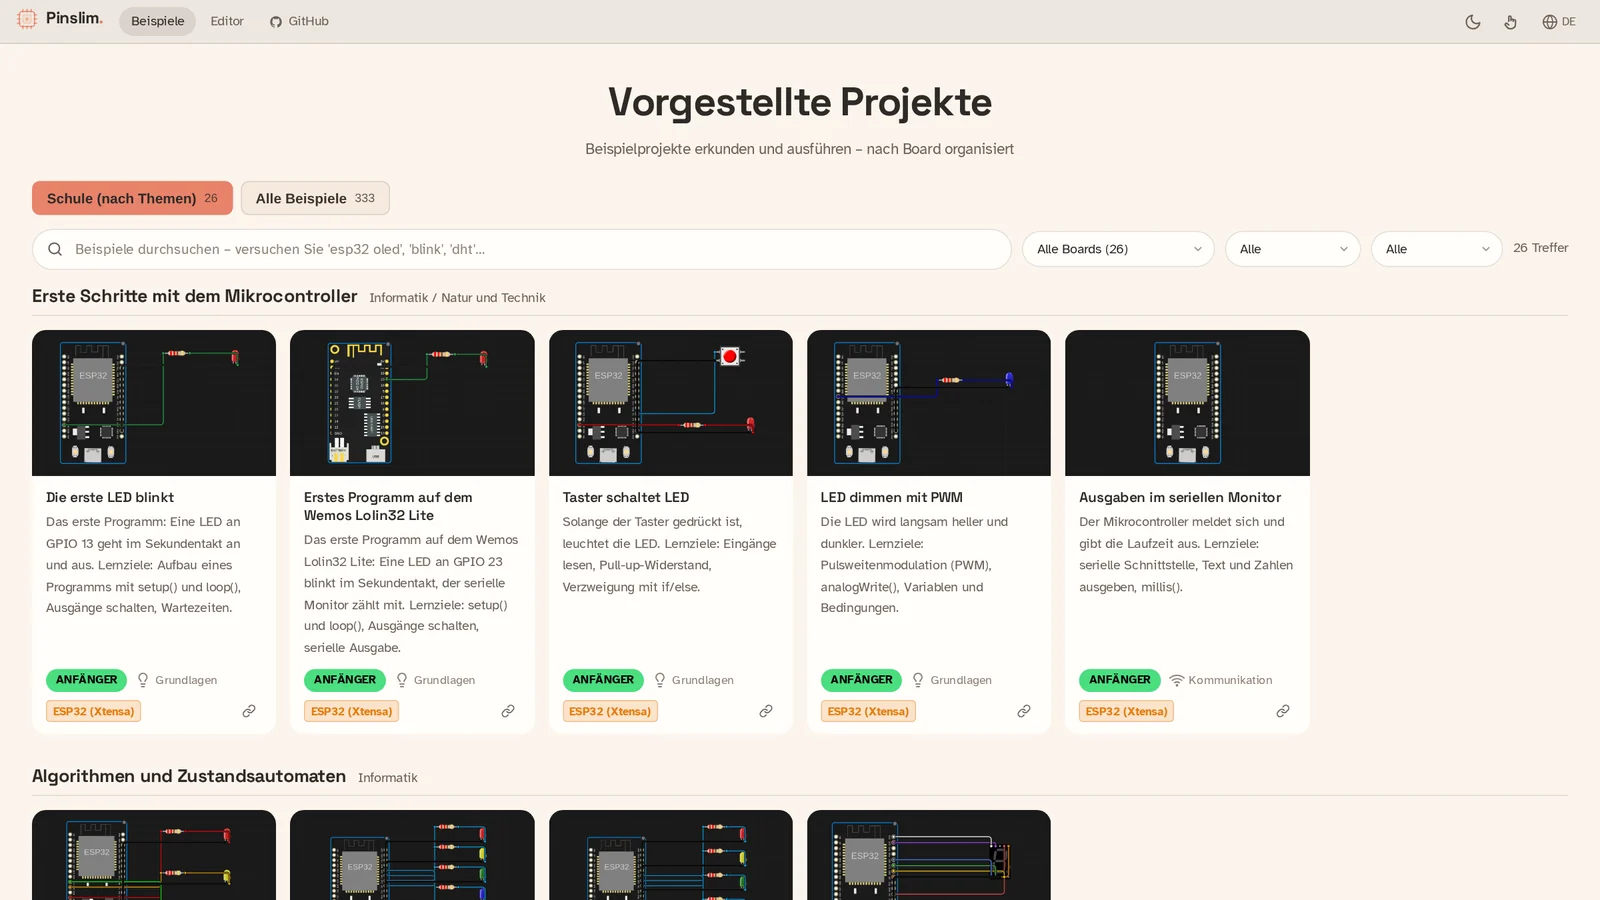 Pinslim.
Beispiele
Editor
GitHub
DE
Vorgestellte Projekte
Beispielprojekte erkunden und ausführen – nach Board organisiert
Schule (nach Themen) 26
Alle Beispiele 333
Beispiele durchsuchen – versuchen Sie 'esp32 oled', 'blink', 'dht'...
Alle Boards (26)
Alle
Alle
26 Treffer
Erste Schritte mit dem Mikrocontroller Informatik / Natur und Technik
ESP32
Die erste LED blinkt
Das erste Programm: Eine LED an
GPIO 13 geht im Sekundentakt an
und aus. Lernziele: Aufbau eines
Programms mit setup() und loop(),
Ausgänge schalten, Wartezeiten.
ANFÄNGER Grundlagen
ESP32 (Xtensa)
Erstes Programm auf dem
Wemos Lolin32 Lite
Das erste Programm auf dem Wemos
Lolin32 Lite: Eine LED an GPIO 23
blinkt im Sekundentakt, der serielle
Monitor zählt mit. Lernziele: setup()
und loop(), Ausgänge schalten,
serielle Ausgabe.
ANFÄNGER Grundlagen
ESP32 (Xtensa)
ESP32
Taster schaltet LED
Solange der Taster gedrückt ist,
leuchtet die LED. Lernziele: Eingänge
lesen, Pull-up-Widerstand,
Verzweigung mit if/else.
ANFÄNGER Grundlagen
ESP32 (Xtensa)
ESP32
LED dimmen mit PWM
Die LED wird langsam heller und
dunkler. Lernziele:
Pulsweitenmodulation (PWM),
analogWrite(), Variablen und
Bedingungen.
ANFÄNGER Grundlagen
ESP32 (Xtensa)
ESP32
Ausgaben im seriellen Monitor
Der Mikrocontroller meldet sich und
gibt die Laufzeit aus. Lernziele:
serielle Schnittstelle, Text und Zahlen
ausgeben, millis().
ANFÄNGER Kommunikation
ESP32 (Xtensa)
Algorithmen und Zustandsautomaten Informatik
ESP32
ESP32
ESP32
ESP32